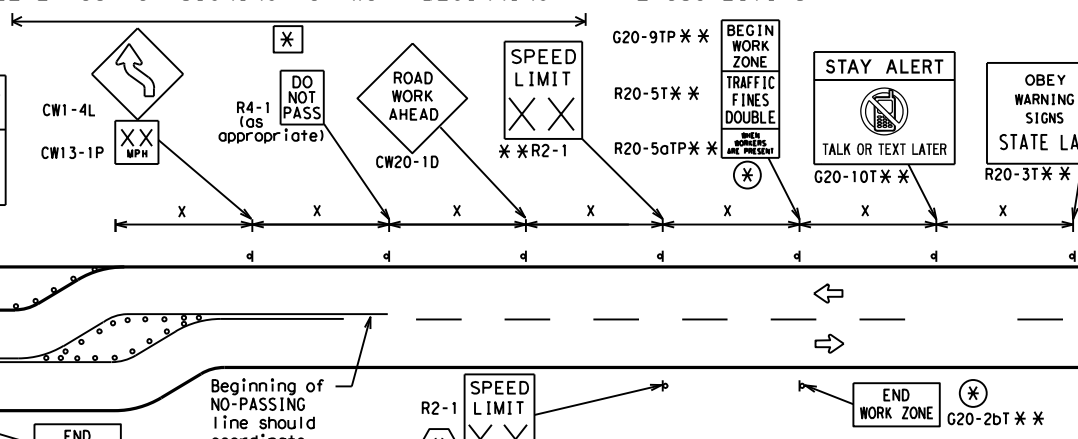 *
CW1-4L
CW13-1P
XX
MPH
R4-1
(as
appropriate)
DO
NOT
PASS
ROAD
WORK
AHEAD
CW20-1D
SPEED
LIMIT
X X
* *R2-1
G20-9TP * *
R20-5T * *
R20-5aTP * *
BEGIN
WORK
ZONE
TRAFFIC
FINES
DOUBLE
WHEN
WORKERS
ARE PRESENT
*
STAY ALERT
TALK OR TEXT LATER
G20-10T * *
OBEY
WARNING
SIGNS
STATE LA
R20-3T * *
X X X X X X X
Beginning of
NO-PASSING
line should
R2-1
SPEED
LIMIT
X X
END
WORK ZONE
*
G20-2bT * *
END